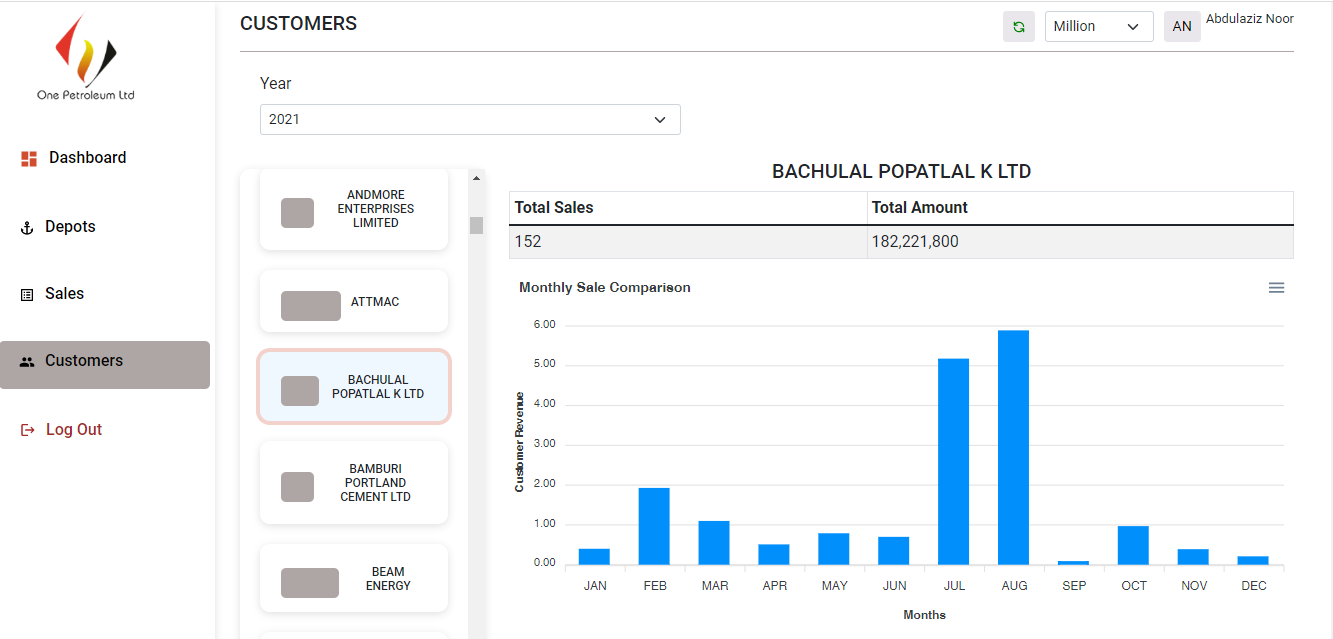 One Petroleum Ltd
Dashboard
Depots
Sales
Customers
Log Out
CUSTOMERS
Million
AN
Abdulaziz Noor
Year
2021
ANDMORE
ENTERPRISES
LIMITED
ATTMAC
BACHULAL
POPATLAL K LTD
BAMBURI
PORTLAND
CEMENT LTD
BEAM
ENERGY
BACHULAL POPATLAL K LTD
Total Sales Total Amount
152 182,221,800
Monthly Sale Comparison
Customer Revenue
6.00
5.00
4.00
3.00
2.00
1.00
0.00
JAN FEB MAR APR MAY JUN JUL AUG SEP OCT NOV DEC
Months